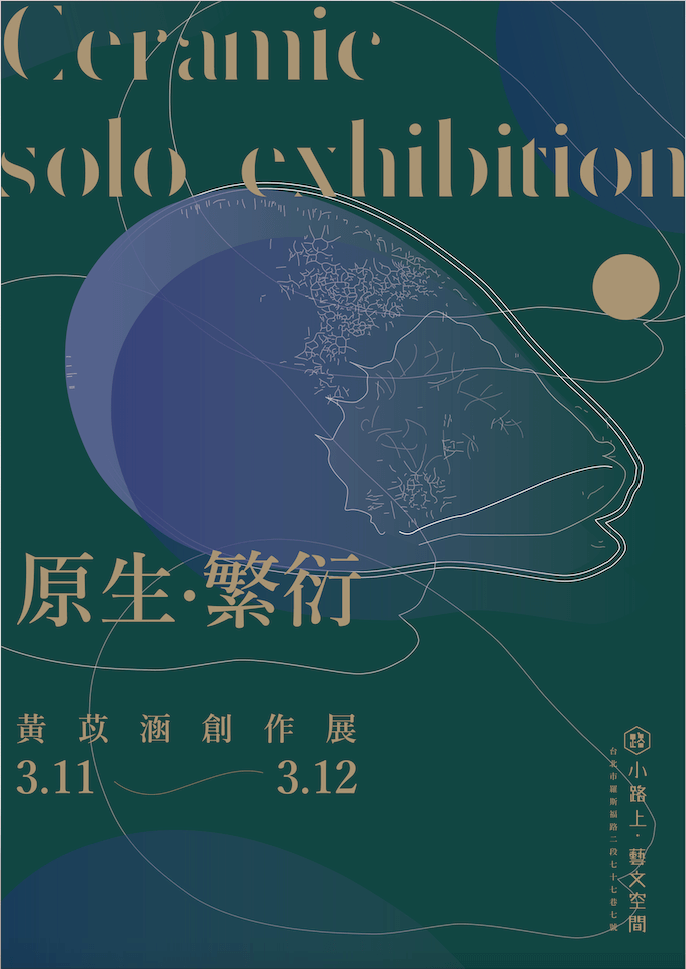 Ceramic
solo exhibition
原生·繁衍
黃苡涵創作展
3.11 3.12
路
小路上·藝文空間
台北市羅斯福路二段七十七巷七號